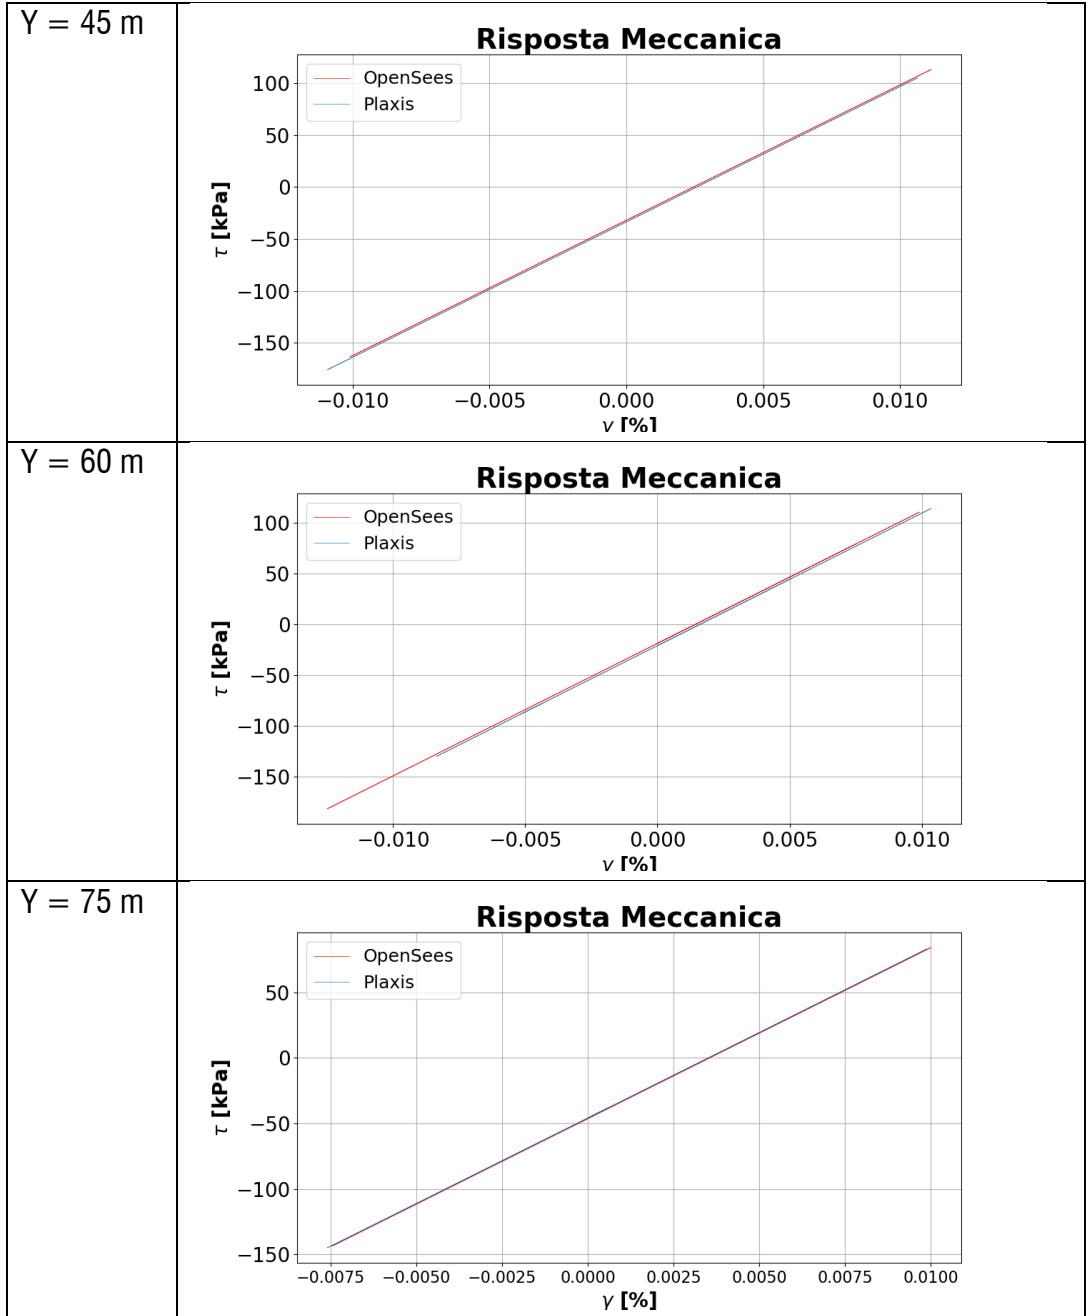 Y = 45 m
Risposta Meccanica
OpenSees
Plaxis
100
50
0
−50
−100
−150
τ [kPa]
−0.010 −0.005 0.000 0.005 0.010
γ [%]
Y = 60 m
Risposta Meccanica
OpenSees
Plaxis
100
50
0
−50
−100
−150
τ [kPa]
−0.010 −0.005 0.000 0.005 0.010
γ [%]
Y = 75 m
Risposta Meccanica
OpenSees
Plaxis
50
0
−50
−100
−150
τ [kPa]
−0.0075 −0.0050 −0.0025 0.0000 0.0025 0.0050 0.0075 0.0100
γ [%]